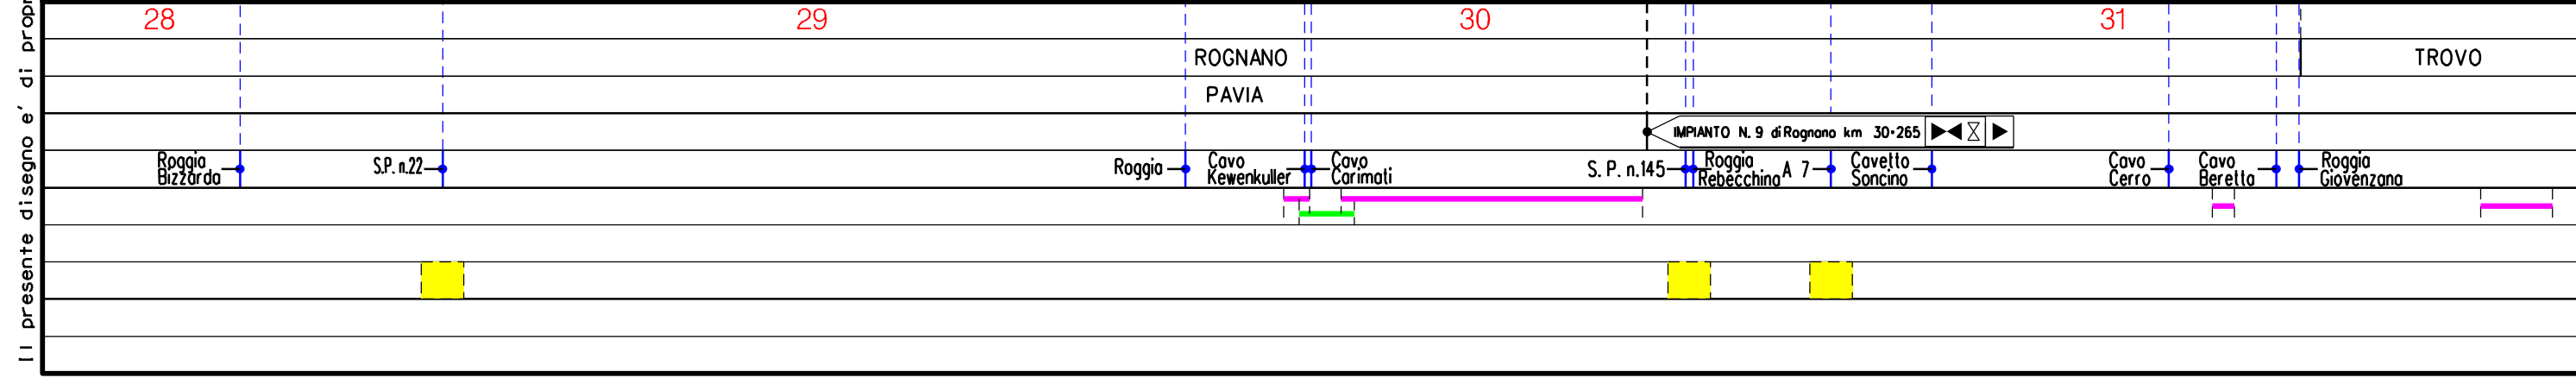 28 29 30 31
ROGNANO TROVO
PAVIA
IMPIANTO N. 9 di Rognano km 30+265
Roggia Bizzarda
S.P. n.22
Roggia
Cavo Kewenkuller
Cavo Carimati
S. P. n.145
Roggia Rebecchina
A 7
Cavetto Soncino
Cavo Cerro
Cavo Beretta
Roggia Giovenzana
Il presente disegno e' di propr